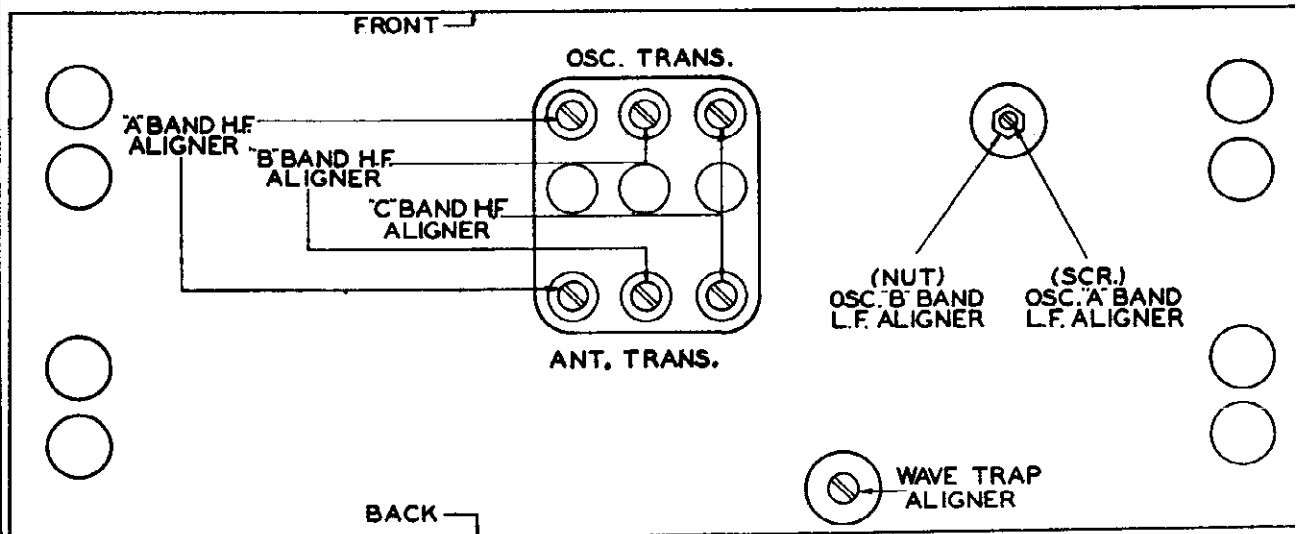 FRONT
OSC. TRANS.
"A" BAND H.F.
ALIGNER
"B" BAND H.F.
ALIGNER
"C" BAND H.F.
ALIGNER
(NUT)
OSC. "B" BAND
L.F. ALIGNER
(SCR.)
OSC. "A" BAND
L.F. ALIGNER
ANT. TRANS.
WAVE TRAP
ALIGNER
BACK